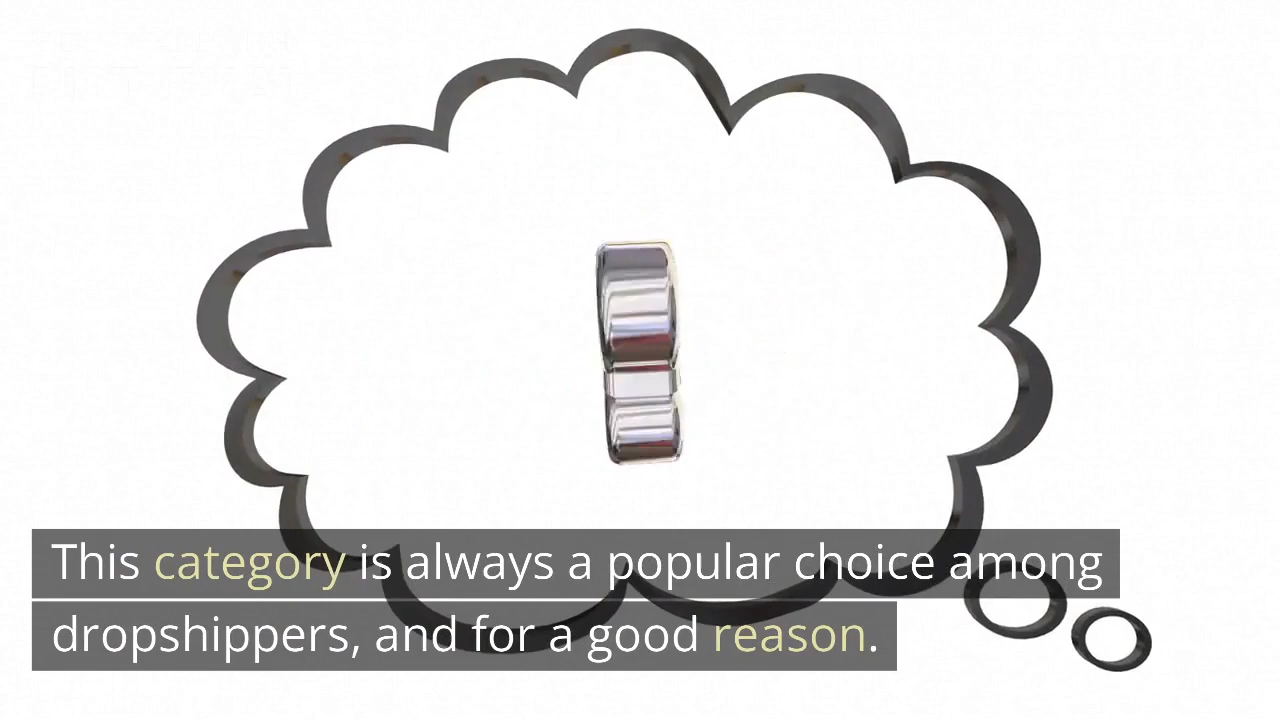 This category is always a popular choice among
dropshippers, and for a good reason.